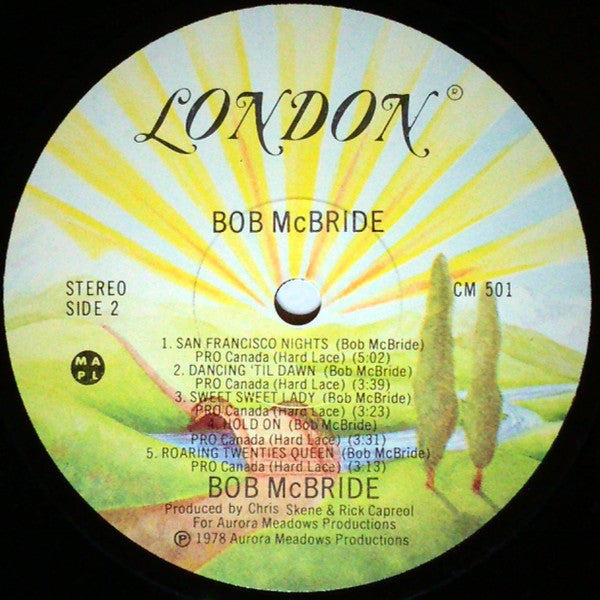 LONDON®
BOB McBRIDE
STEREO
SIDE 2
CM 501
1. SAN FRANCISCO NIGHTS (Bob McBride)
PRO Canada (Hard Lace) (5:02)
2. DANCING 'TIL DAWN (Bob McBride)
PRO Canada (Hard Lace) (3:39)
3. SWEET SWEET LADY (Bob McBride)
PRO Canada (Hard Lace) (3:23)
4. HOLD ON (Bob McBride)
PRO Canada (Hard Lace) (3:31)
5. ROARING TWENTIES QUEEN (Bob McBride)
PRO Canada (Hard Lace) (3:13)
M A
P L
BOB McBRIDE
Produced by Chris Skene & Rick Capreol
For Aurora Meadows Productions
Ⓟ 1978 Aurora Meadows Productions